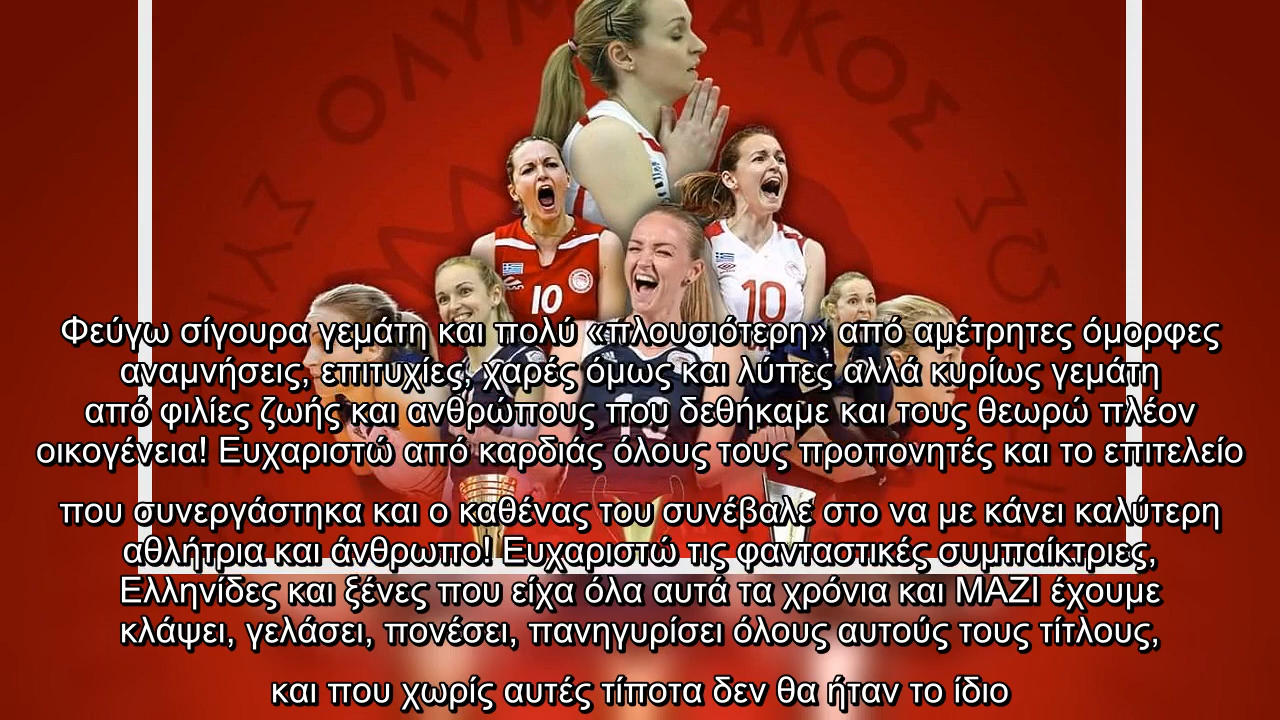 ΟΛΥΜΠΙΑΚΟΣ
10
10
Φεύγω σίγουρα γεμάτη και πολύ «πλουσιότερη» από αμέτρητες όμορφες
αναμνήσεις, επιτυχίες, χαρές όμως και λύπες αλλά κυρίως γεμάτη
από φιλίες ζωής και ανθρώπους που δεθήκαμε και τους θεωρώ πλέον
οικογένεια! Ευχαριστώ από καρδιάς όλους τους προπονητές και το επιτελείο
που συνεργάστηκα και ο καθένας του συνέβαλε στο να με κάνει καλύτερη
αθλήτρια και άνθρωπο! Ευχαριστώ τις φανταστικές συμπαίκτριες,
Ελληνίδες και ξένες που είχα όλα αυτά τα χρόνια και ΜΑΖΙ έχουμε
κλάψει, γελάσει, πονέσει, πανηγυρίσει όλους αυτούς τους τίτλους,
και που χωρίς αυτές τίποτα δεν θα ήταν το ίδιο